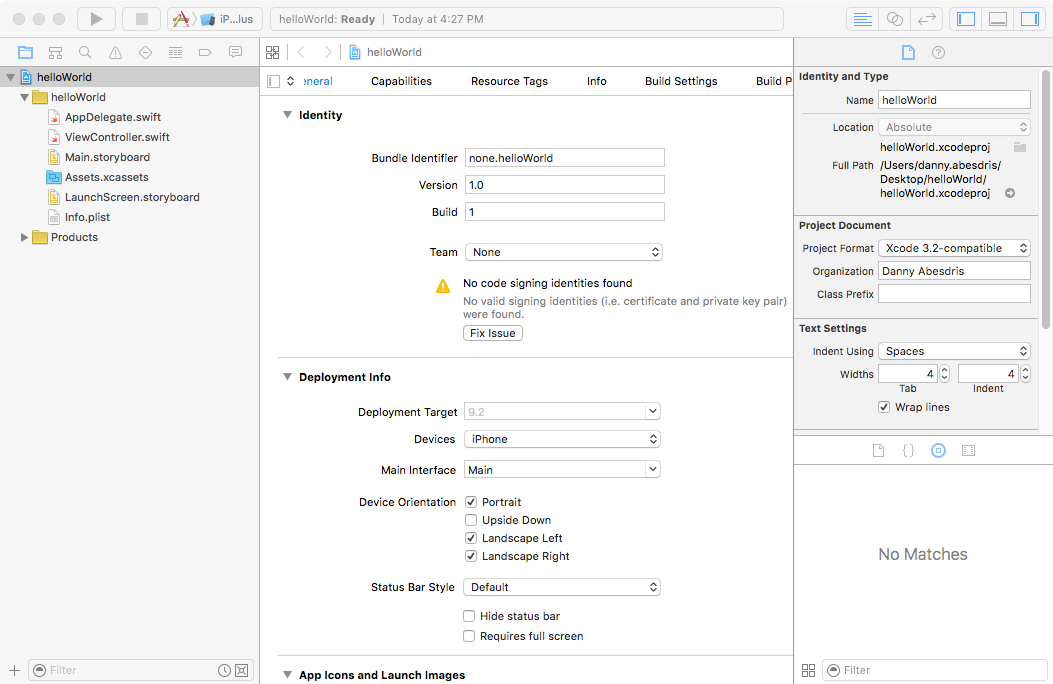 iP...lus
helloWorld: Ready | Today at 4:27 PM
helloWorld
helloWorld
helloWorld
AppDelegate.swift
ViewController.swift
Main.storyboard
Assets.xcassets
LaunchScreen.storyboard
Info.plist
Products
Filter
eneral Capabilities Resource Tags Info Build Settings Build P
Identity
Bundle Identifier none.helloWorld
Version 1.0
Build 1
Team None
No code signing identities found
No valid signing identities (i.e. certificate and private key pair)
were found.
Fix Issue
Deployment Info
Deployment Target 9.2
Devices iPhone
Main Interface Main
Device Orientation Portrait
Upside Down
Landscape Left
Landscape Right
Status Bar Style Default
Hide status bar
Requires full screen
App Icons and Launch Images
Identity and Type
Name helloWorld
Location Absolute
helloWorld.xcodeproj
Full Path /Users/danny.abesdris/
Desktop/helloWorld/
helloWorld.xcodeproj
Project Document
Project Format Xcode 3.2-compatible
Organization Danny Abesdris
Class Prefix
Text Settings
Indent Using Spaces
Widths 4 4
Tab Indent
Wrap lines
{}
No Matches
Filter